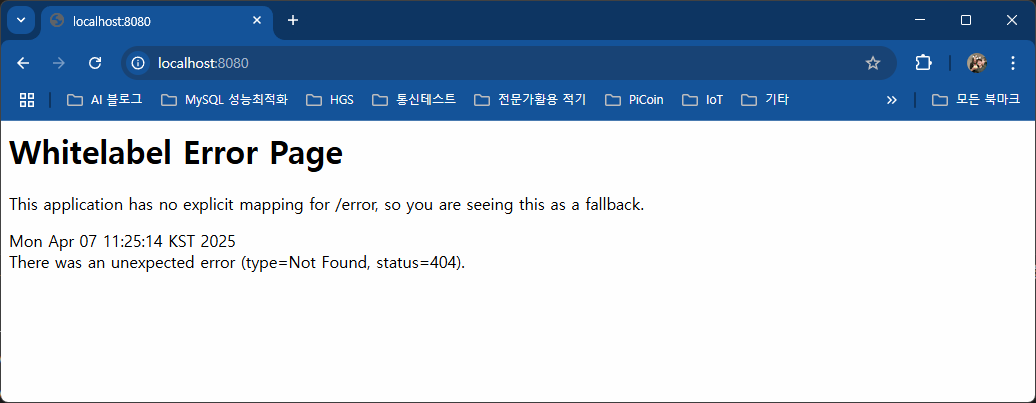 localhost:8080
localhost:8080
AI 블로그
MySQL 성능최적화
HGS
통신테스트
전문가활용 적기
PiCoin
IoT
기타
모든 북마크
Whitelabel Error Page
This application has no explicit mapping for /error, so you are seeing this as a fallback.
Mon Apr 07 11:25:14 KST 2025
There was an unexpected error (type=Not Found, status=404).